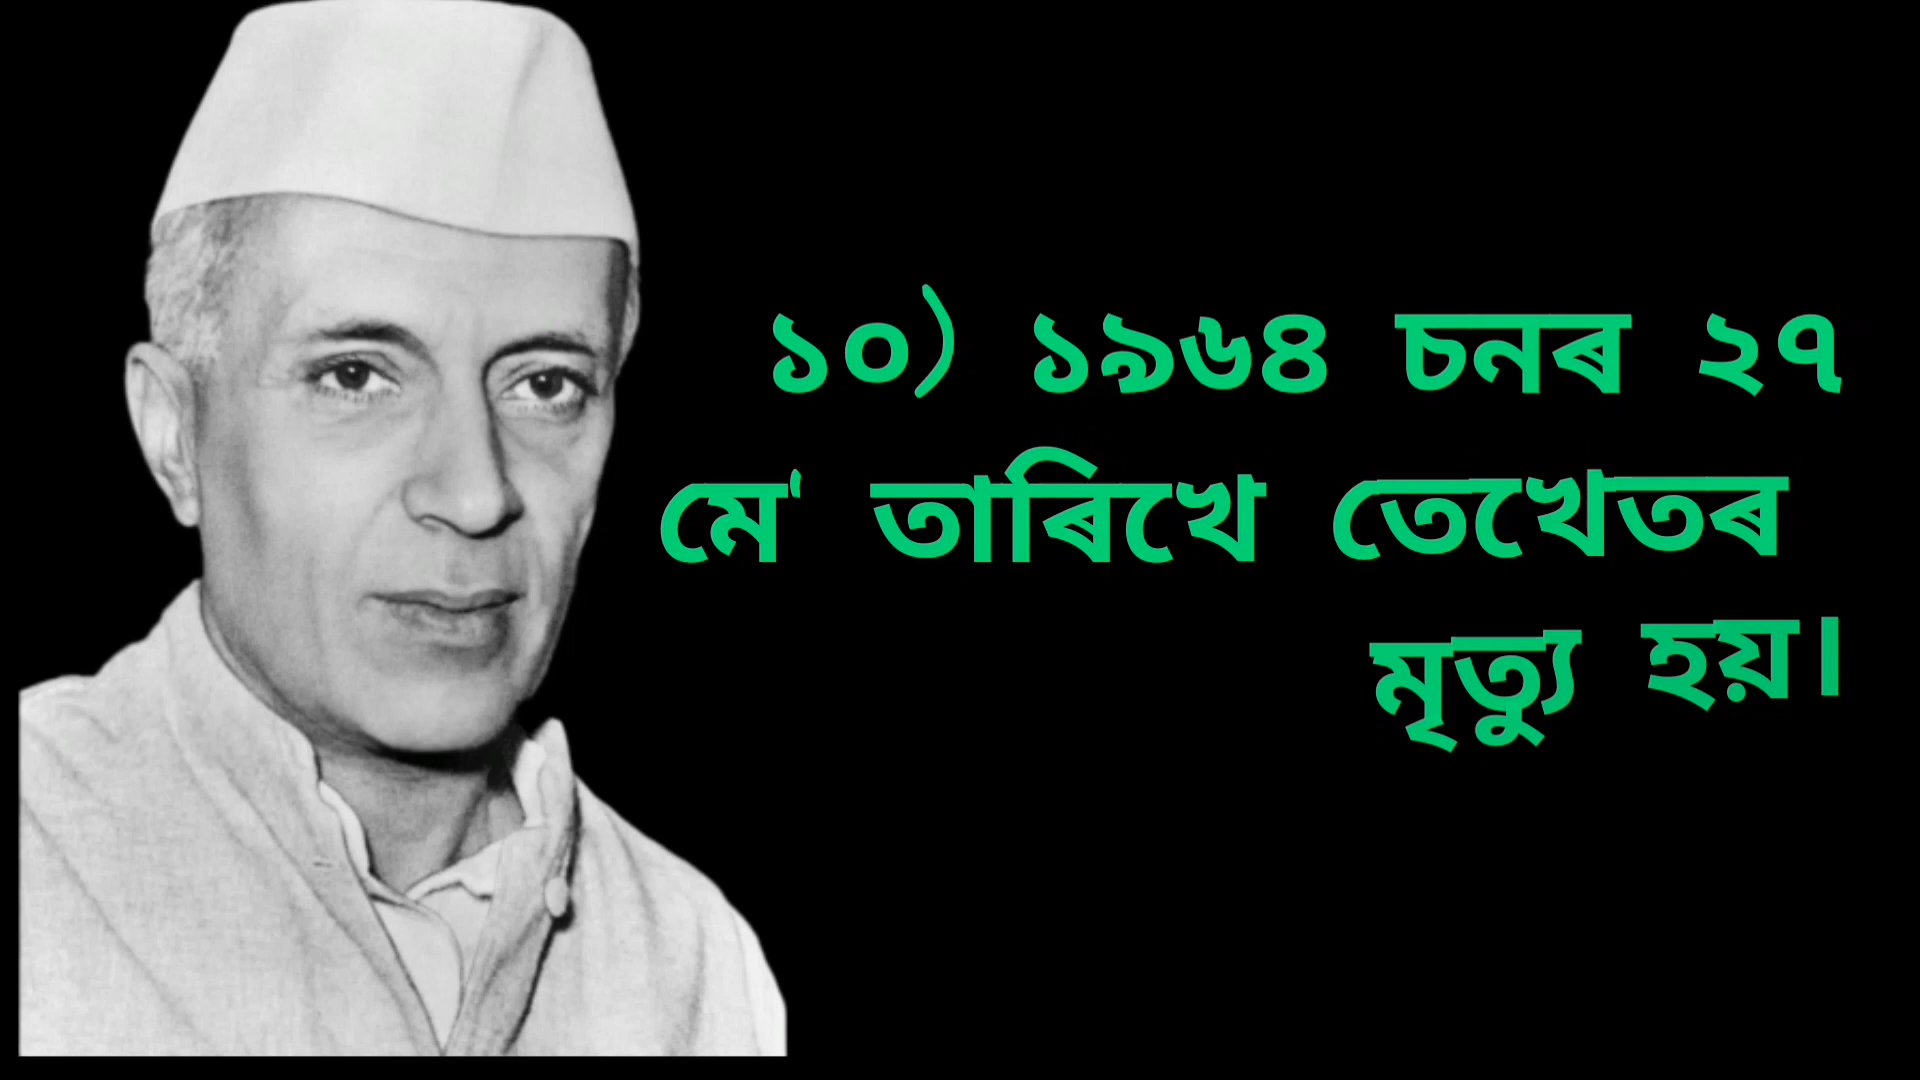 ১০) ১৯৬৪ চনৰ ২৭
মে' তাৰিখে তেখেতৰ
মৃত্যু হয়।